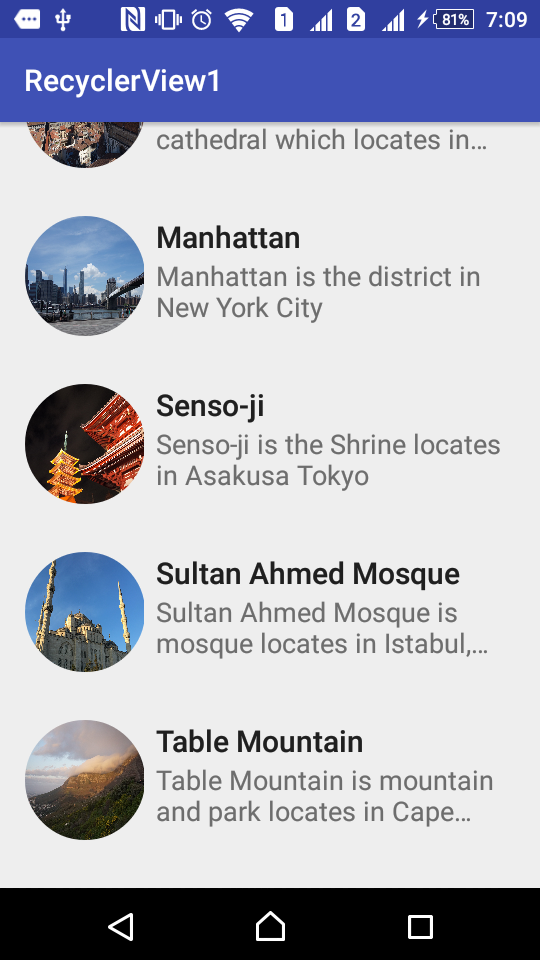 1 2 81% 7:09
RecyclerView1
cathedral which locates in...
Manhattan
Manhattan is the district in
New York City
Senso-ji
Senso-ji is the Shrine locates
in Asakusa Tokyo
Sultan Ahmed Mosque
Sultan Ahmed Mosque is
mosque locates in Istabul,...
Table Mountain
Table Mountain is mountain
and park locates in Cape...